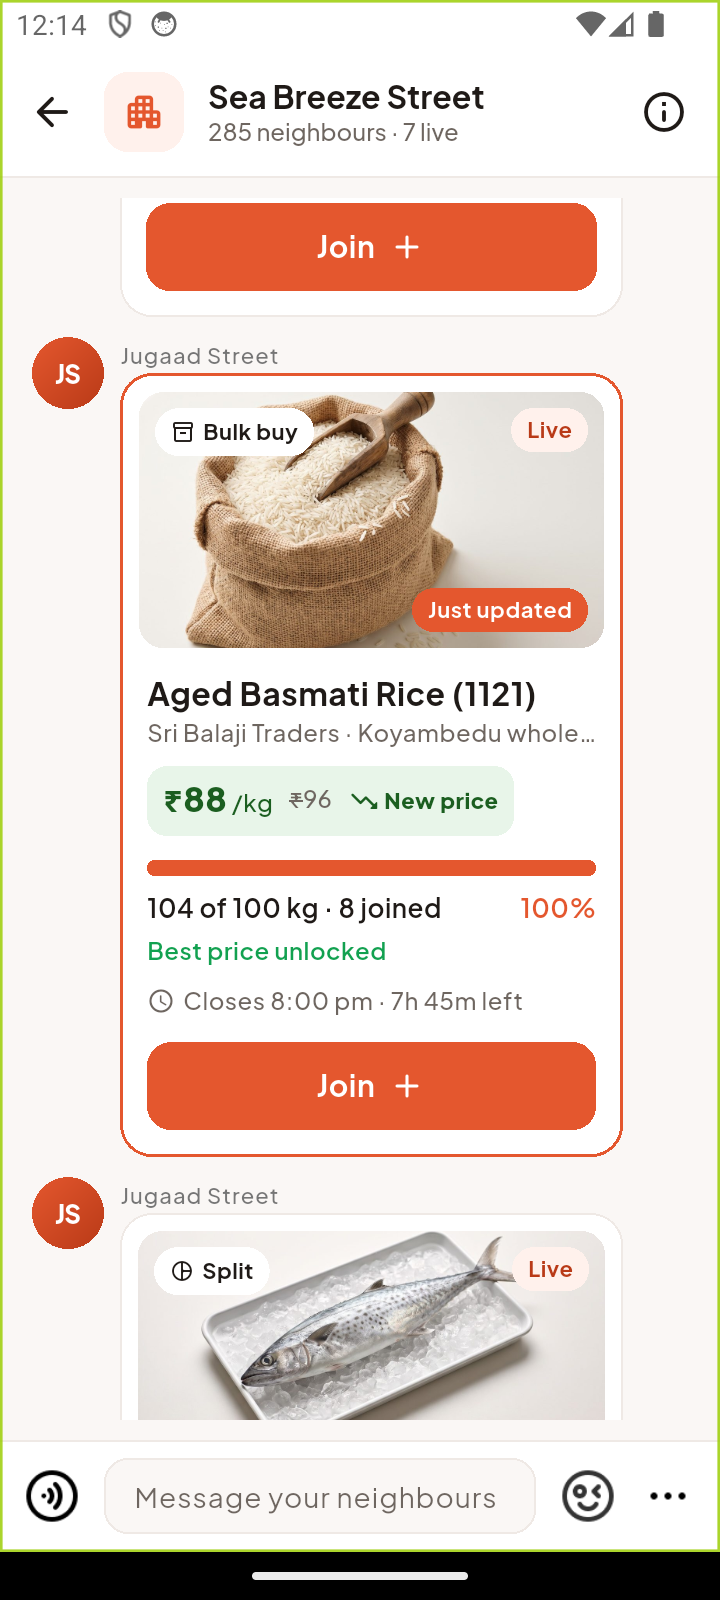 12:14
Sea Breeze Street
285 neighbours · 7 live
Join +
JS
Jugaad Street
Bulk buy
Live
Just updated
Aged Basmati Rice (1121)
Sri Balaji Traders · Koyambedu whole...
₹88 /kg ₹96 New price
104 of 100 kg · 8 joined 100%
Best price unlocked
Closes 8:00 pm · 7h 45m left
Join +
JS
Jugaad Street
Split
Live
Message your neighbours